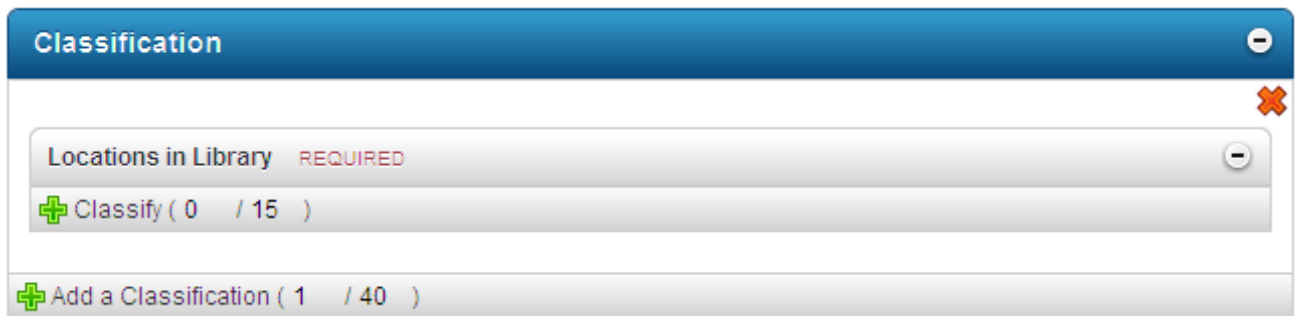 Classification
Locations in Library REQUIRED
Classify ( 0 / 15 )
Add a Classification ( 1 / 40 )